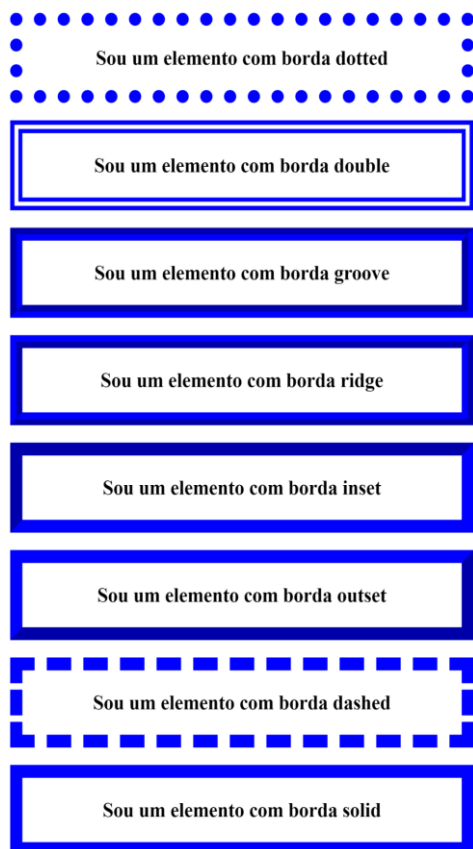 Sou um elemento com borda dotted
Sou um elemento com borda double
Sou um elemento com borda groove
Sou um elemento com borda ridge
Sou um elemento com borda inset
Sou um elemento com borda outset
Sou um elemento com borda dashed
Sou um elemento com borda solid